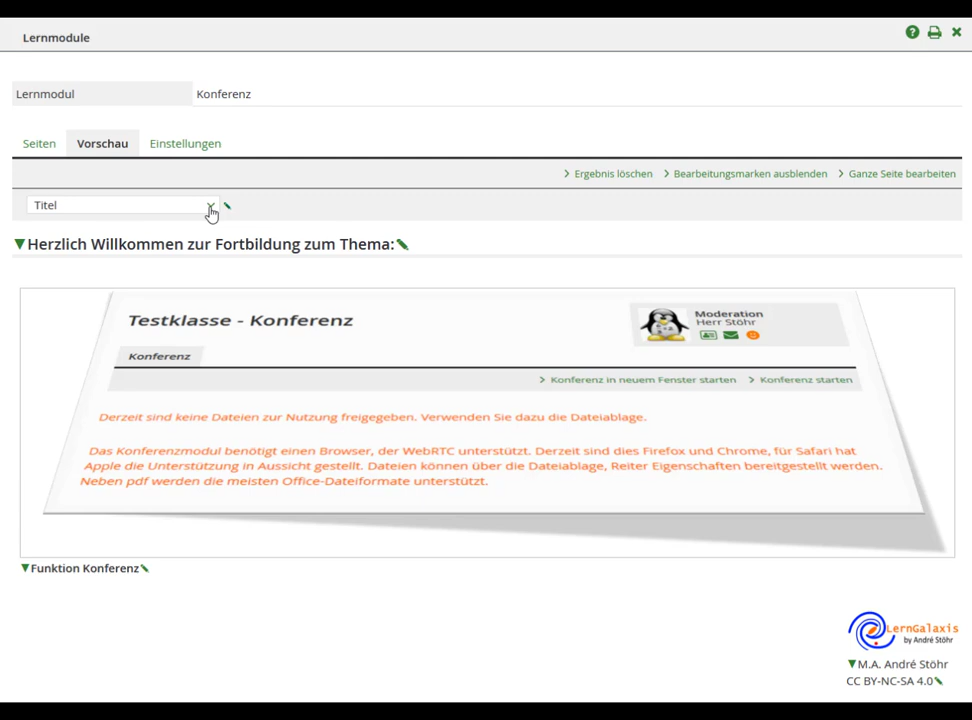 Lernmodule
Lernmodul Konferenz
Seiten Vorschau Einstellungen
Ergebnis löschen Bearbeitungsmarken ausblenden Ganze Seite bearbeiten
Titel
Herzlich Willkommen zur Fortbildung zum Thema:
Testklasse - Konferenz
Moderation
Herr Stöhr
Konferenz
Konferenz in neuem Fenster starten Konferenz starten
Derzeit sind keine Dateien zur Nutzung freigegeben. Verwenden Sie dazu die Dateiablage.
Das Konferenzmodul benötigt einen Browser, der WebRTC unterstützt. Derzeit sind dies Firefox und Chrome, für Safari hat
Apple die Unterstützung in Aussicht gestellt. Dateien können über die Dateiablage, Reiter Eigenschaften bereitgestellt werden.
Neben pdf werden die meisten Office-Dateiformate unterstützt.
Funktion Konferenz
LernGalaxis
by André Stöhr
M.A. André Stöhr
CC BY-NC-SA 4.0